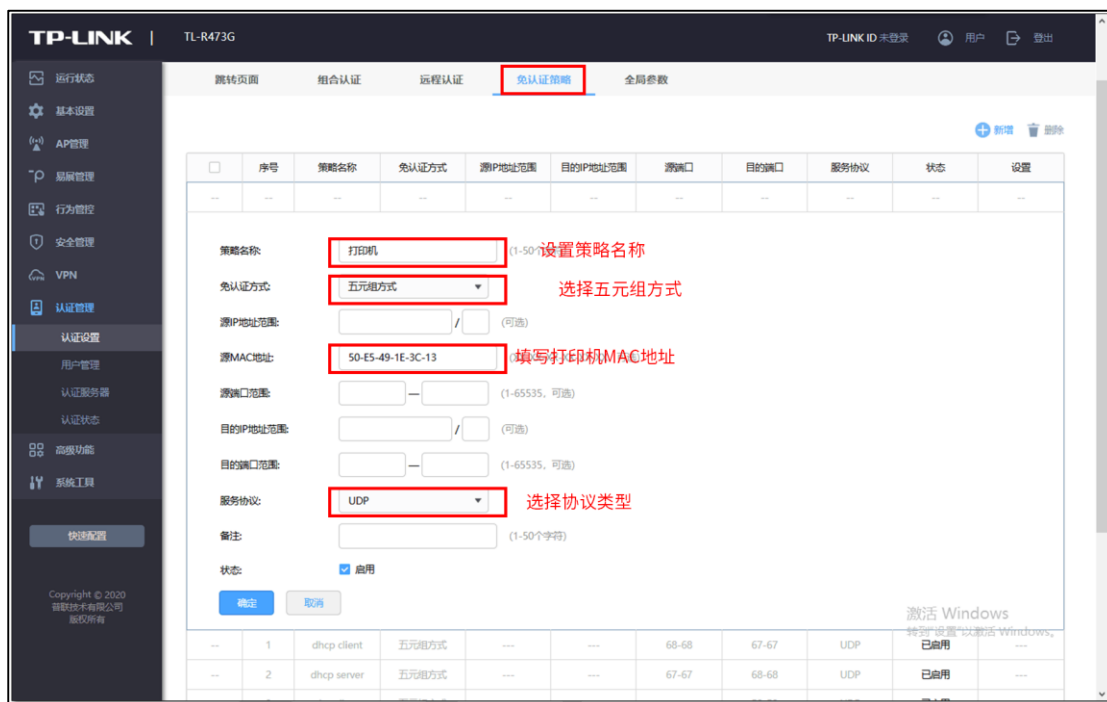 TP-LINK | TL-R473G TP-LINK ID 未登录 用户 登出
运行状态
基本设置
AP管理
易展管理
行为管控
安全管理
VPN
认证管理
认证设置
用户管理
认证服务器
认证状态
高级功能
系统工具
快速配置
Copyright © 2020
普联技术有限公司
版权所有
跳转页面 组合认证 远程认证 免认证策略 全局参数
新增 删除
序号 策略名称 免认证方式 源IP地址范围 目的IP地址范围 源端口 目的端口 服务协议 状态 设置
-- -- -- -- -- -- -- -- -- -- --
策略名称: 打印机 (1-50个 设置策略名称
免认证方式: 五元组方式 选择五元组方式
源IP地址范围: / (可选)
源MAC地址: 50-E5-49-1E-3C-13 填写打印机MAC地址
源端口范围: — (1-65535, 可选)
目的IP地址范围: / (可选)
目的端口范围: — (1-65535, 可选)
服务协议: UDP 选择协议类型
备注: (1-50个字符)
状态: 启用
确定 取消
激活 Windows
转到"设置"以激活 Windows。
-- 1 dhcp client 五元组方式 --- --- 68-68 67-67 UDP 已启用 ---
-- 2 dhcp server 五元组方式 --- --- 67-67 68-68 UDP 已启用 ---